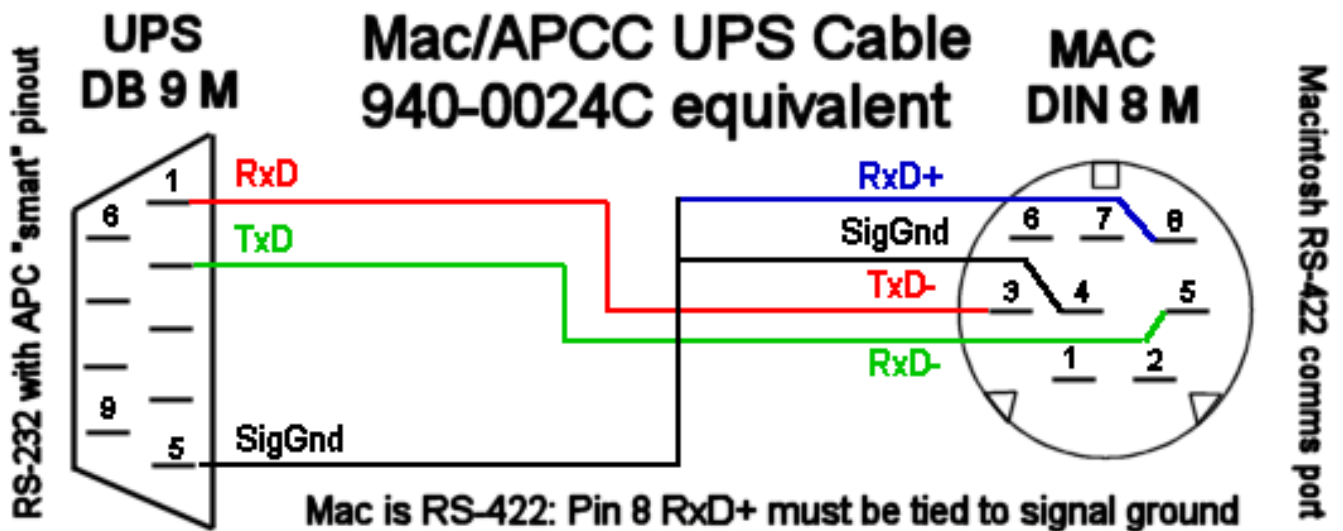 UPS
DB 9 M
Mac/APCC UPS Cable
940-0024C equivalent
MAC
DIN 8 M
RS-232 with APC "smart" pinout
Macintosh RS-422 comms port
1
6
9
5
RxD
TxD
SigGnd
RxD+
SigGnd
TxD-
RxD-
6
7
8
3
4
5
1
2
Mac is RS-422: Pin 8 RxD+ must be tied to signal ground